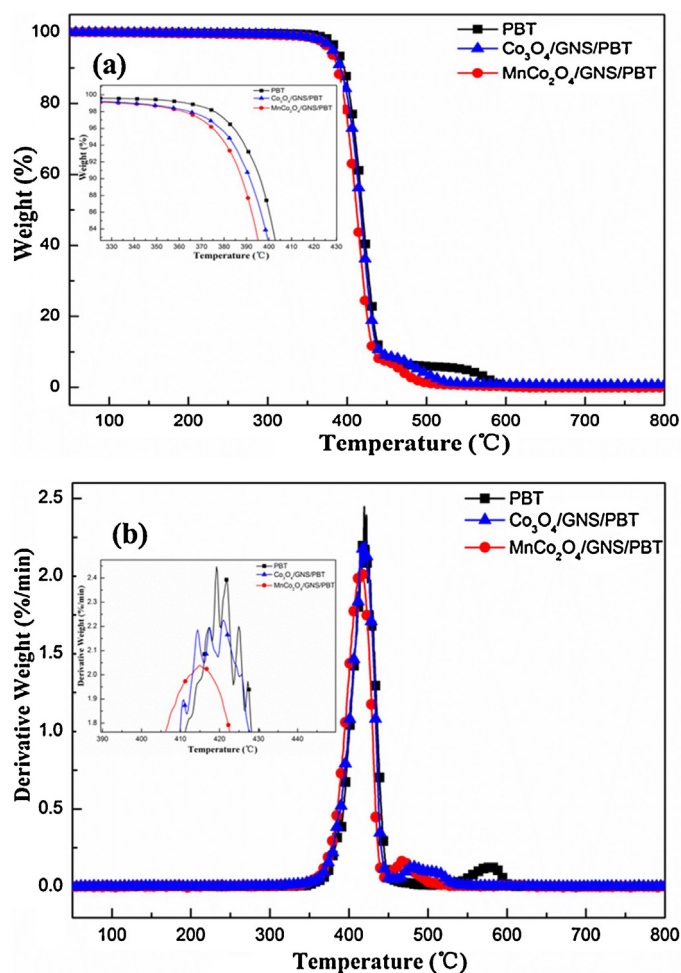 (a)
PBT
Co₃O₄/GNS/PBT
MnCo₂O₄/GNS/PBT
Weight (%)
100
80
60
40
20
0
PBT
Co₃O₄/GNS/PBT
MnCo₂O₄/GNS/PBT
Weight (%)
100
98
96
94
92
90
88
86
84
330 340 350 360 370 380 390 400 410 420 430
Temperature (℃)
100 200 300 400 500 600 700 800
Temperature (℃)
(b)
PBT
Co₃O₄/GNS/PBT
MnCo₂O₄/GNS/PBT
Derivative Weight (%/min)
2.5
2.0
1.5
1.0
0.5
0.0
PBT
Co₃O₄/GNS/PBT
MnCo₂O₄/GNS/PBT
Derivative Weight (%/min)
2.4
2.3
2.2
2.1
2.0
1.9
1.8
390 400 410 420 430 440
Temperature (℃)
100 200 300 400 500 600 700 800
Temperature (℃)